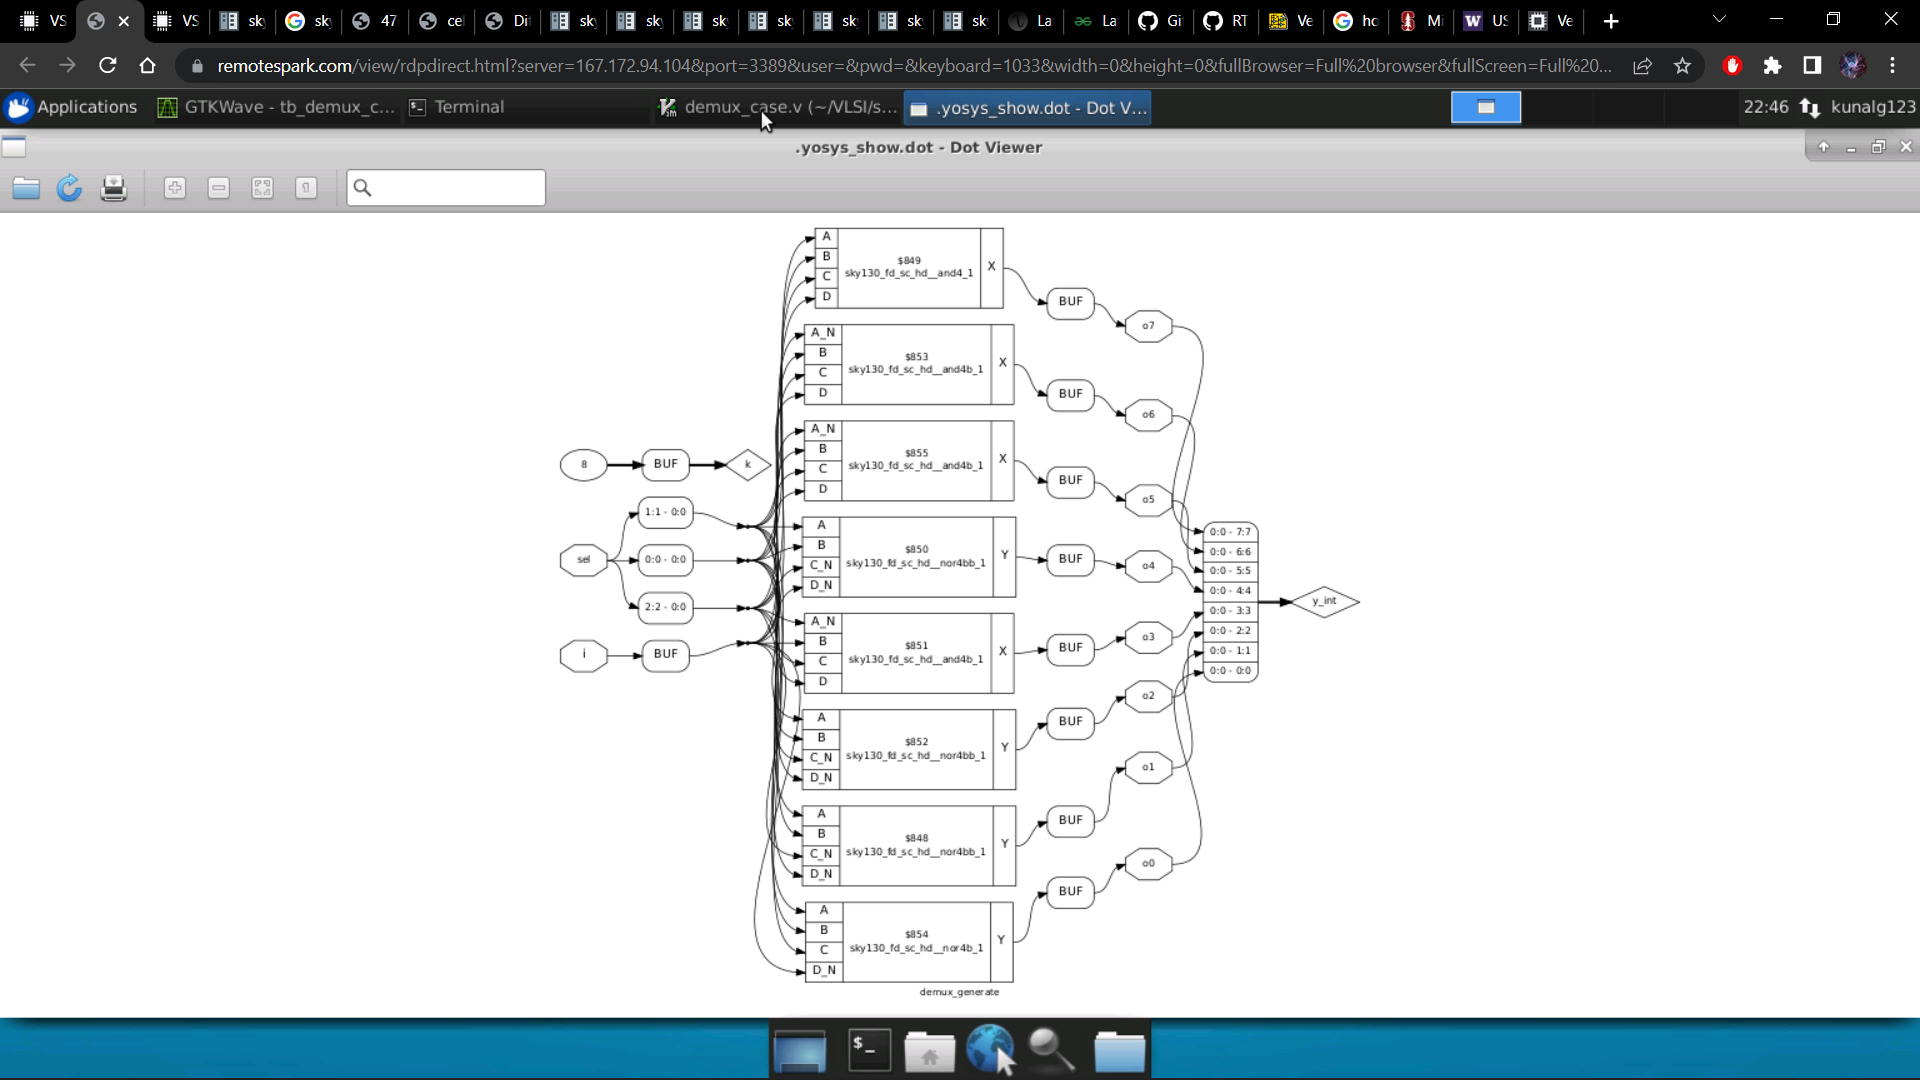 VS
VS
sk
sk
47
ce
Di
sk
sk
sk
sk
sk
sk
sk
La
La
Gi
RT
Ve
hc
Mi
US
Ve
remotespark.com/view/rdpdirect.html?server=167.172.94.104&port=3389&user=&pwd=&keyboard=1033&width=0&height=0&fullBrowser=Full%20browser&fullScreen=Full%20...
Applications
GTKWave - tb_demux_c...
Terminal
demux_case.v (~/VLSI/s...
.yosys_show.dot - Dot V...
22:46
kunalg123
.yosys_show.dot - Dot Viewer
A
B
C
D
$849
sky130_fd_sc_hd__and4_1
X
BUF
o7
A_N
B
C
D
$853
sky130_fd_sc_hd__and4b_1
X
BUF
o6
A_N
B
C
D
$855
sky130_fd_sc_hd__and4b_1
X
BUF
o5
8
BUF
k
sel
1:1 - 0:0
0:0 - 0:0
2:2 - 0:0
i
BUF
A
B
C_N
D_N
$850
sky130_fd_sc_hd__nor4bb_1
Y
BUF
o4
A_N
B
C
D
$851
sky130_fd_sc_hd__and4b_1
X
BUF
o3
A
B
C_N
D_N
$852
sky130_fd_sc_hd__nor4bb_1
Y
BUF
o2
A
B
C_N
D_N
$848
sky130_fd_sc_hd__nor4bb_1
Y
BUF
o1
A
B
C
D_N
$854
sky130_fd_sc_hd__nor4b_1
Y
BUF
o0
0:0 - 7:7
0:0 - 6:6
0:0 - 5:5
0:0 - 4:4
0:0 - 3:3
0:0 - 2:2
0:0 - 1:1
0:0 - 0:0
y_int
demux_generate
$_